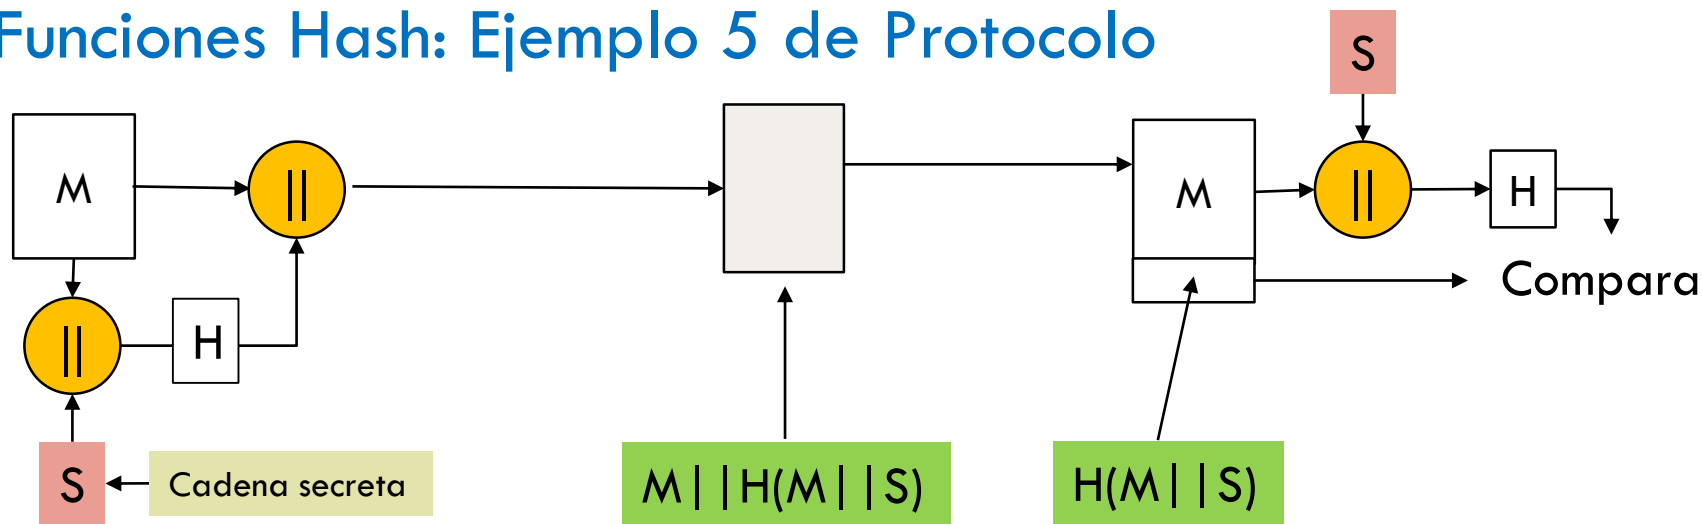 Funciones Hash: Ejemplo 5 de Protocolo
S
M
||
M
||
H
Compara
||
H
S
Cadena secreta
M||H(M||S)
H(M||S)